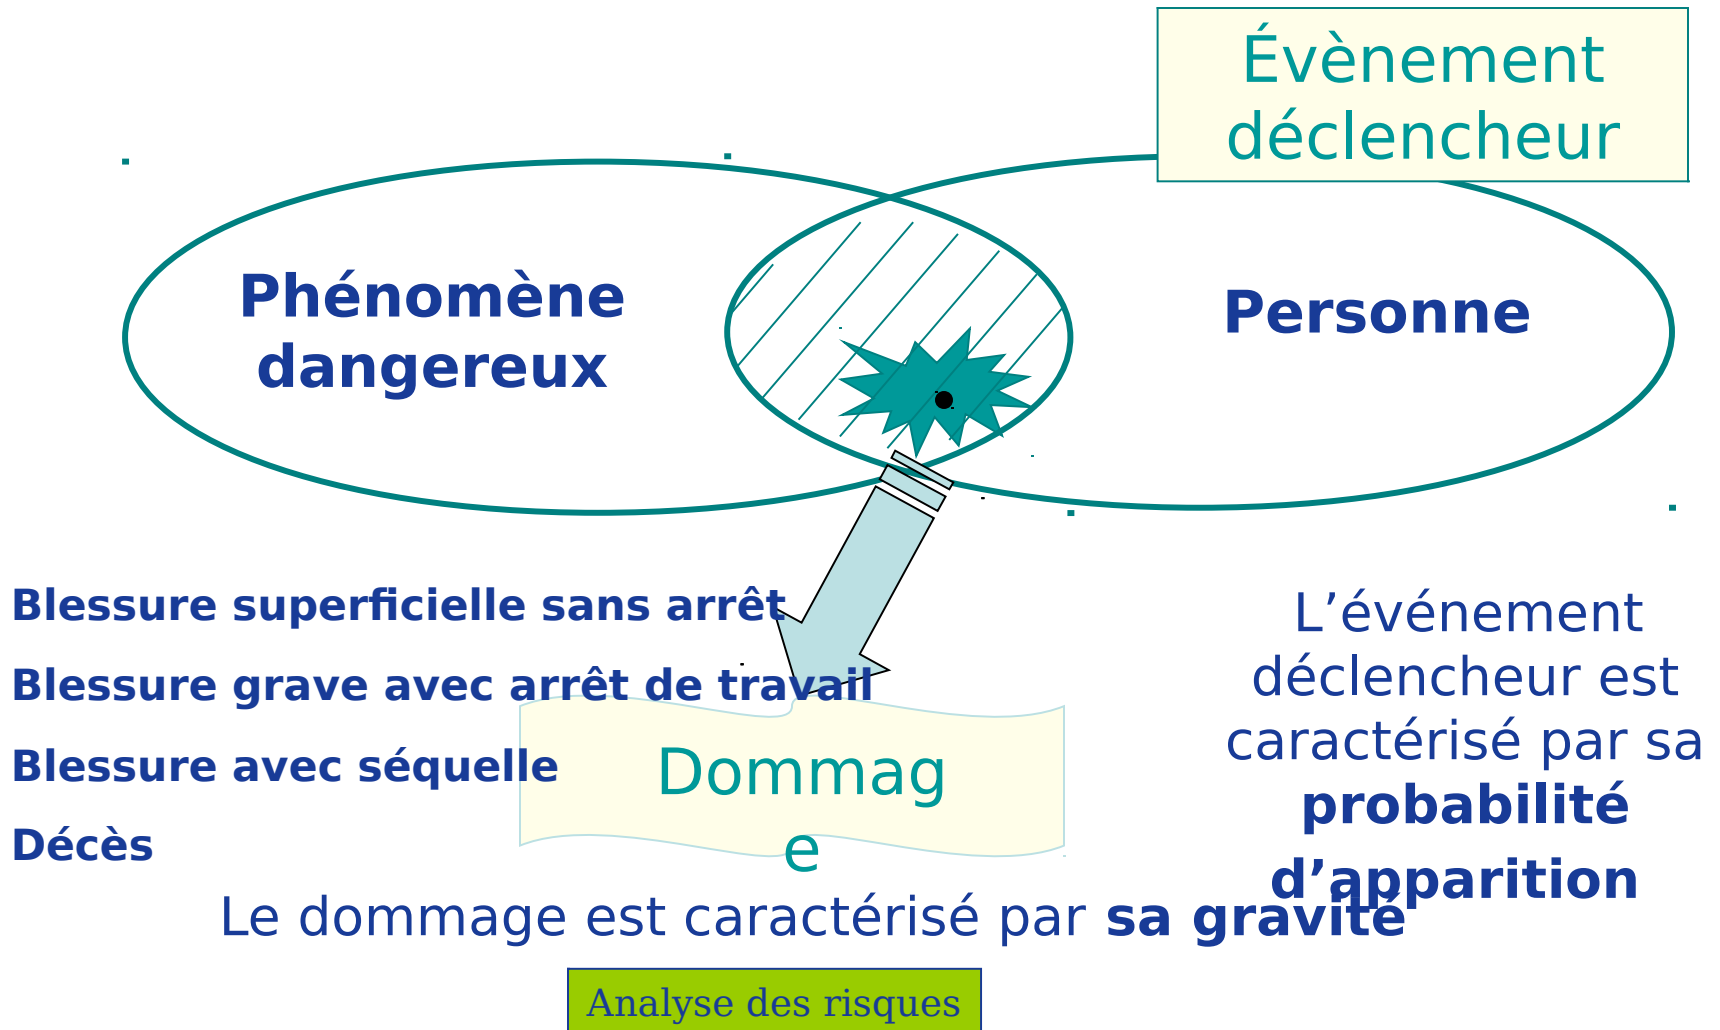 Évènement
déclencheur
Phénomène
dangereux
Personne
Blessure superficielle sans arrêt
Blessure grave avec arrêt de travail
Blessure avec séquelle
Décès
Dommag
e
L’événement
déclencheur est
caractérisé par sa
probabilité
d’apparition
Le dommage est caractérisé par sa gravité
Analyse des risques